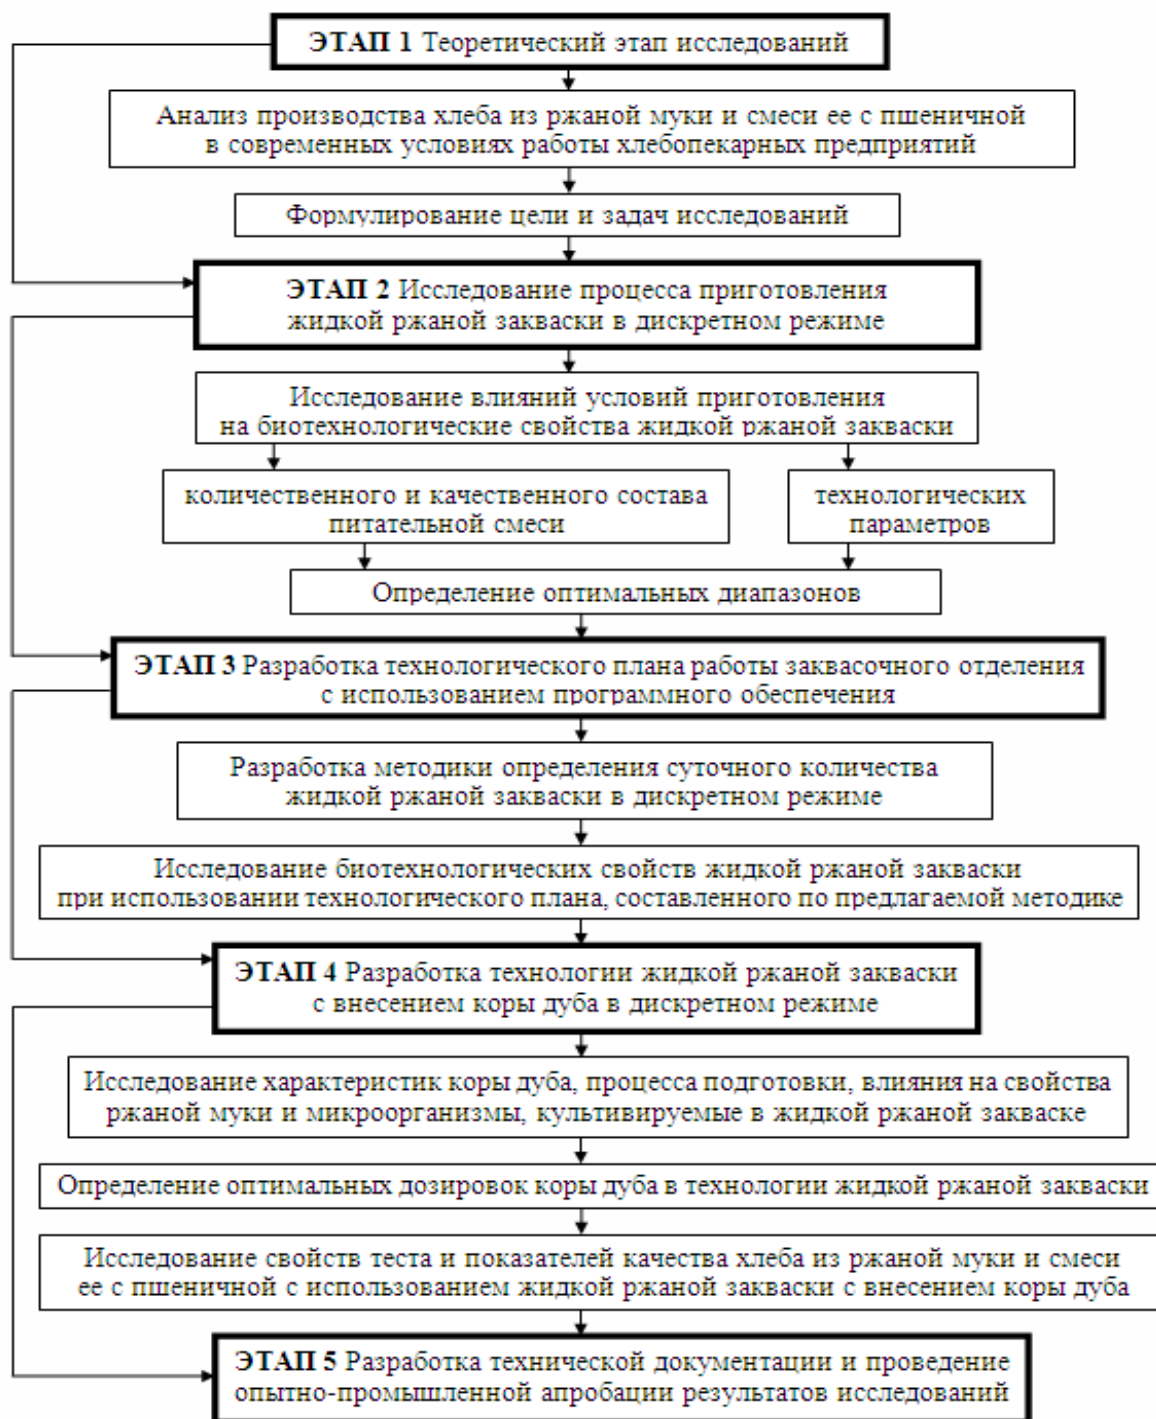 ЭТАП 1 Теоретический этап исследований
Анализ производства хлеба из ржаной муки и смеси ее с пшеничной
в современных условиях работы хлебопекарных предприятий
Формулирование цели и задач исследований
ЭТАП 2 Исследование процесса приготовления
жидкой ржаной закваски в дискретном режиме
Исследование влияний условий приготовления
на биотехнологические свойства жидкой ржаной закваски
количественного и качественного состава
питательной смеси
технологических
параметров
Определение оптимальных диапазонов
ЭТАП 3 Разработка технологического плана работы заквасочного отделения
с использованием программного обеспечения
Разработка методики определения суточного количества
жидкой ржаной закваски в дискретном режиме
Исследование биотехнологических свойств жидкой ржаной закваски
при использовании технологического плана, составленного по предлагаемой методике
ЭТАП 4 Разработка технологии жидкой ржаной закваски
с внесением коры дуба в дискретном режиме
Исследование характеристик коры дуба, процесса подготовки, влияния на свойства
ржаной муки и микроорганизмы, культивируемые в жидкой ржаной закваске
Определение оптимальных дозировок коры дуба в технологии жидкой ржаной закваски
Исследование свойств теста и показателей качества хлеба из ржаной муки и смеси
ее с пшеничной с использованием жидкой ржаной закваски с внесением коры дуба
ЭТАП 5 Разработка технической документации и проведение
опытно-промышленной апробации результатов исследований